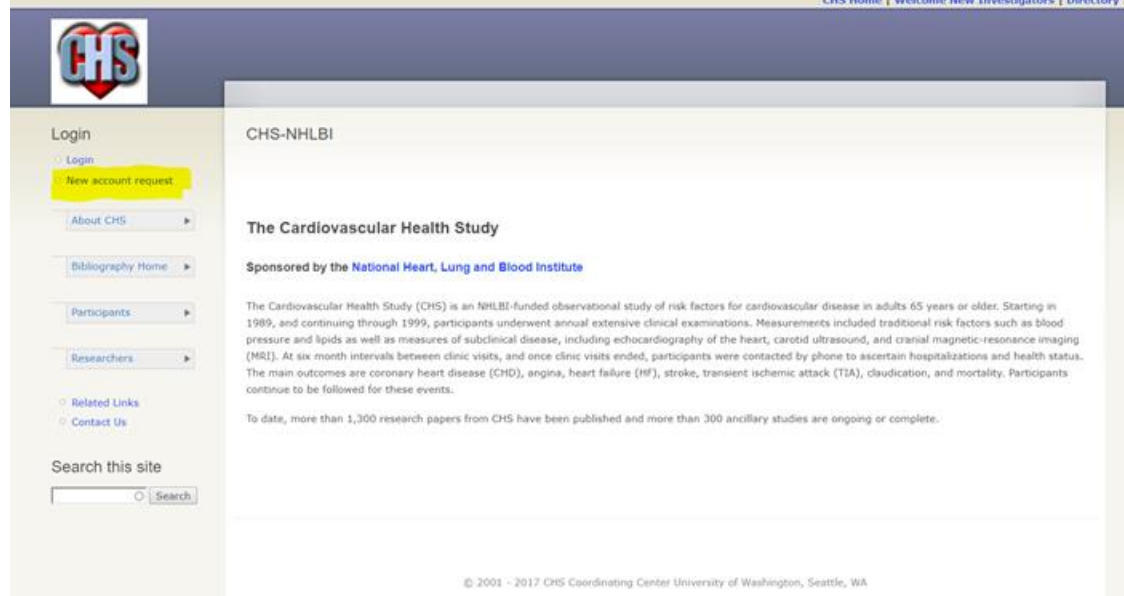 CHS Home | Welcome New Investigators | Directory
CHS
Login
Login
New account request
About CHS
Bibliography Home
Participants
Researchers
Related Links
Contact Us
Search this site
Search
CHS-NHLBI
The Cardiovascular Health Study
Sponsored by the National Heart, Lung and Blood Institute
The Cardiovascular Health Study (CHS) is an NHLBI-funded observational study of risk factors for cardiovascular disease in adults 65 years or older. Starting in
1989, and continuing through 1999, participants underwent annual extensive clinical examinations. Measurements included traditional risk factors such as blood
pressure and lipids as well as measures of subclinical disease, including echocardiography of the heart, carotid ultrasound, and cranial magnetic-resonance imaging
(MRI). At six month intervals between clinic visits, and once clinic visits ended, participants were contacted by phone to ascertain hospitalizations and health status.
The main outcomes are coronary heart disease (CHD), angina, heart failure (HF), stroke, transient ischemic attack (TIA), claudication, and mortality. Participants
continue to be followed for these events.
To date, more than 1,300 research papers from CHS have been published and more than 300 ancillary studies are ongoing or complete.
© 2001 - 2017 CHS Coordinating Center University of Washington, Seattle, WA